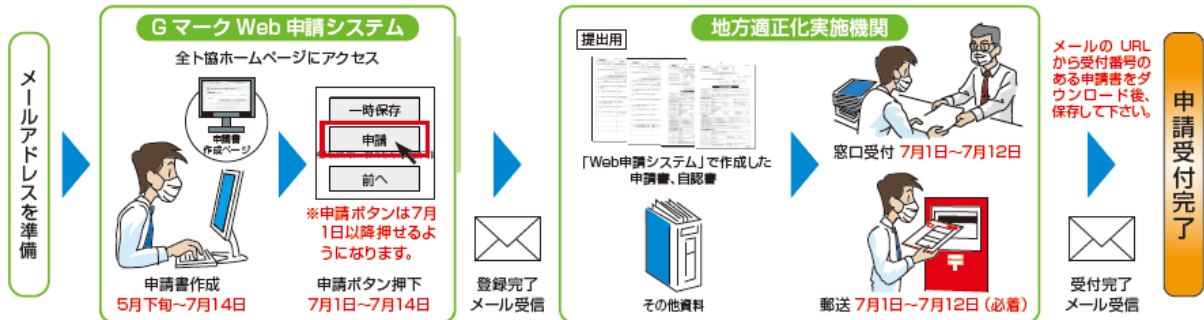 メールアドレスを準備
Gマーク Web 申請システム
全ト協ホームページにアクセス
申請書
作成ページ
申請書作成
5月下旬～7月14日
一時保存
申請
前へ
※申請ボタンは7月
1日以降押せるよ
うになります。
申請ボタン押下
7月1日～7月14日
登録完了
メール受信
地方適正化実施機関
提出用
「Web申請システム」で作成した
申請書、自認書
その他資料
窓口受付 7月1日～7月12日
郵送 7月1日～7月12日（必着）
メールの URL
から受付番号の
ある申請書をダ
ウンロード後、
保存して下さい。
受付完了
メール受信
申請受付完了